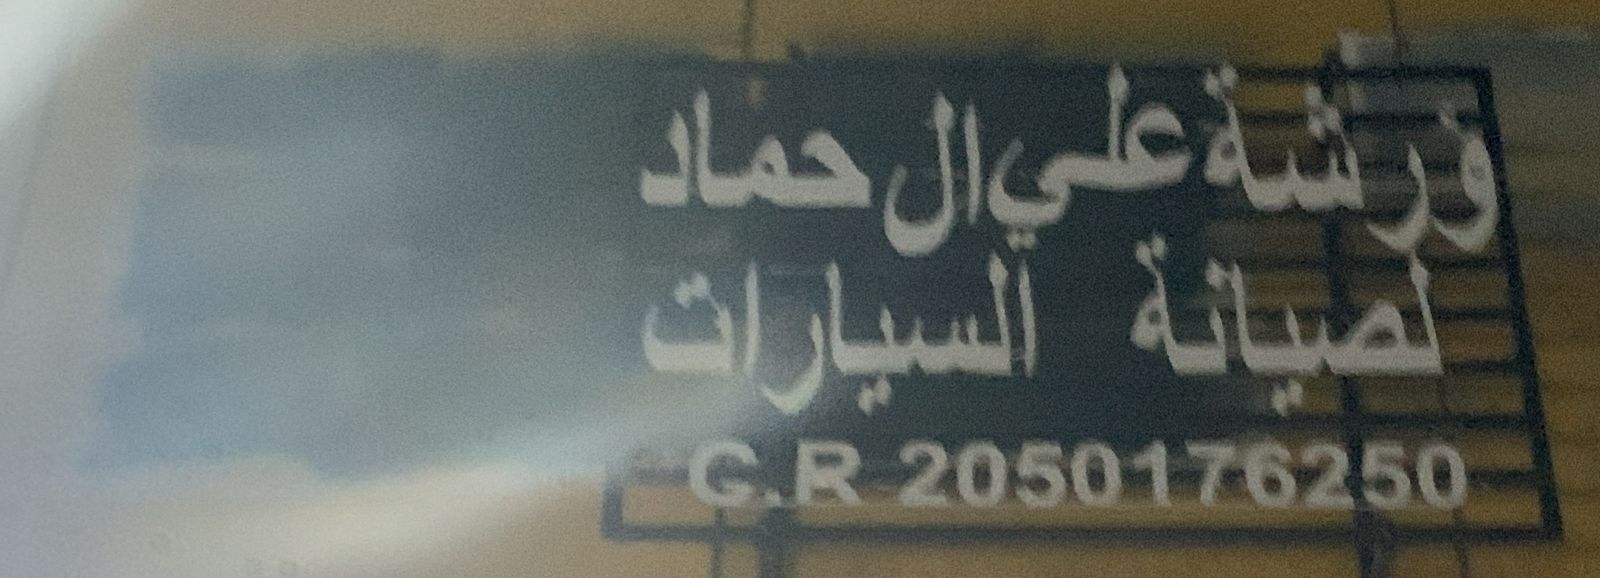 ورشة علي ال حماد
لصيانة السيارات
C.R 2050176250